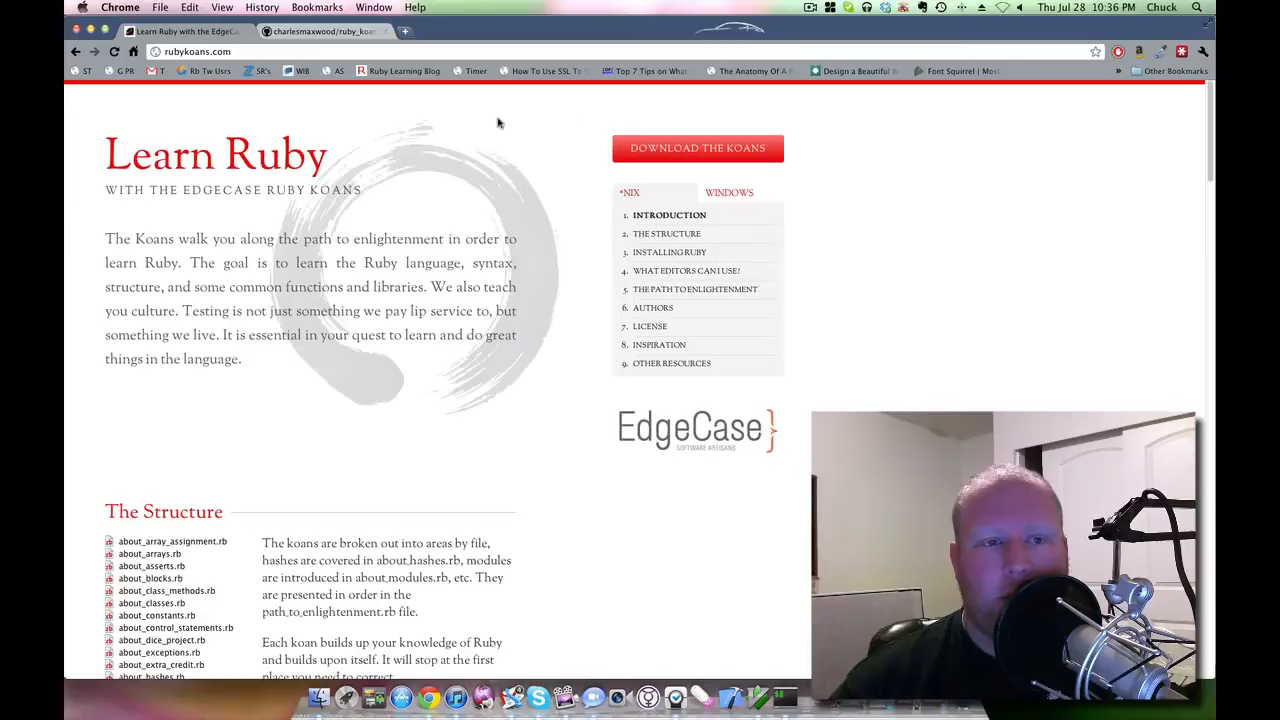 Chrome File Edit View History Bookmarks Window Help Thu Jul 28 10:36 PM Chuck
Learn Ruby with the EdgeCa charlesmaxwood/ruby_koa
rubykoans.com
ST G PR T Rb Tw Usrs SR's WIB AS Ruby Learning Blog Timer How To Use SSL To S Top 7 Tips on What The Anatomy Of A P Design a Beautiful W Font Squirrel | Most » Other Bookmarks
Learn Ruby
WITH THE EDGECASE RUBY KOANS
The Koans walk you along the path to enlightenment in order to
learn Ruby. The goal is to learn the Ruby language, syntax,
structure, and some common functions and libraries. We also teach
you culture. Testing is not just something we pay lip service to, but
something we live. It is essential in your quest to learn and do great
things in the language.
DOWNLOAD THE KOANS
*NIX WINDOWS
1. INTRODUCTION
2. THE STRUCTURE
3. INSTALLING RUBY
4. WHAT EDITORS CAN I USE?
5. THE PATH TO ENLIGHTENMENT
6. AUTHORS
7. LICENSE
8. INSPIRATION
9. OTHER RESOURCES
EdgeCase}
SOFTWARE ARTISANS
The Structure
about_array_assignment.rb
about_arrays.rb
about_asserts.rb
about_blocks.rb
about_class_methods.rb
about_classes.rb
about_constants.rb
about_control_statements.rb
about_dice_project.rb
about_exceptions.rb
about_extra_credit.rb
about_hashes.rb
The koans are broken out into areas by file,
hashes are covered in about_hashes.rb, modules
are introduced in about_modules.rb, etc. They
are presented in order in the
path_to_enlightenment.rb file.
Each koan builds up your knowledge of Ruby
and builds upon itself. It will stop at the first
place you need to correct.